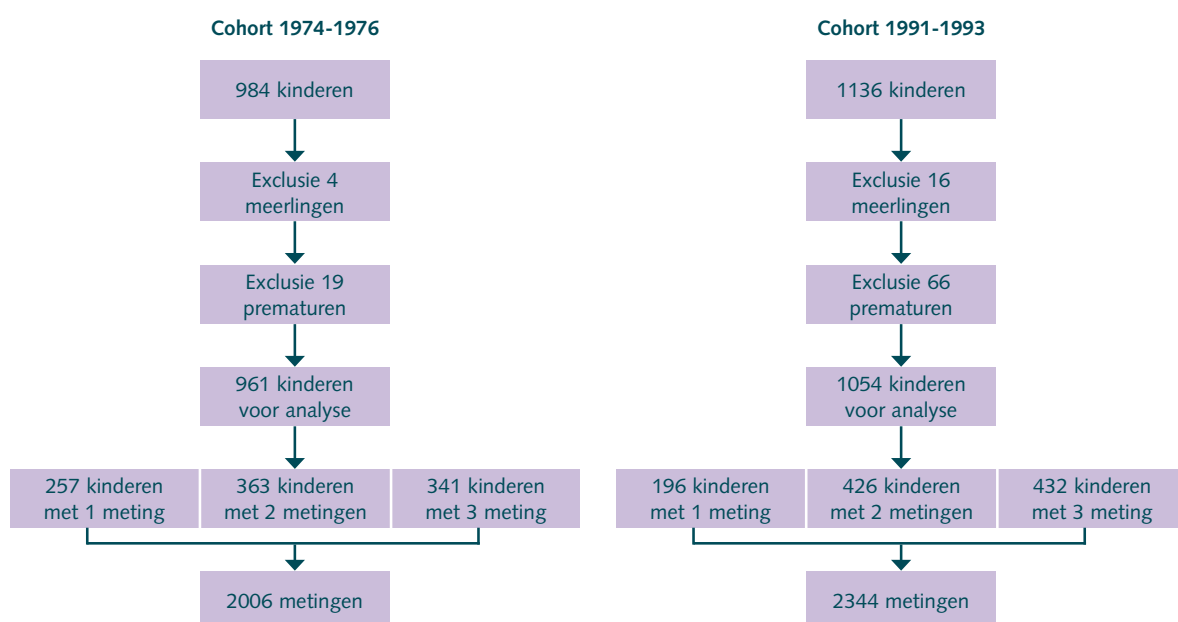 Cohort 1974-1976
984 kinderen
Exclusie 4
meerlingen
Exclusie 19
prematuren
961 kinderen
voor analyse
257 kinderen
met 1 meting
363 kinderen
met 2 metingen
341 kinderen
met 3 meting
2006 metingen
Cohort 1991-1993
1136 kinderen
Exclusie 16
meerlingen
Exclusie 66
prematuren
1054 kinderen
voor analyse
196 kinderen
met 1 meting
426 kinderen
met 2 metingen
432 kinderen
met 3 meting
2344 metingen